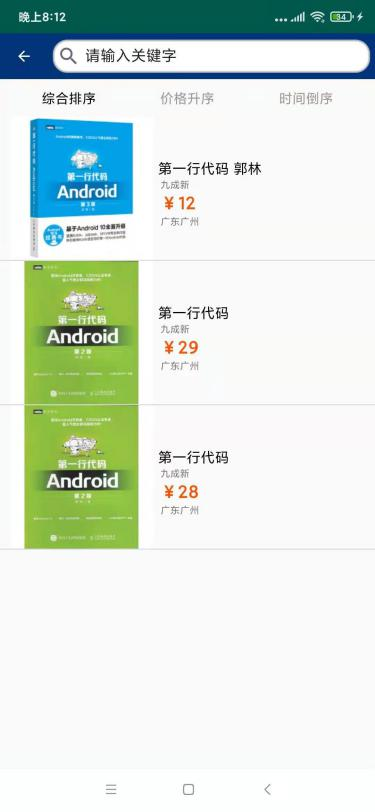 晚上8:12
34
请输入关键字
综合排序
价格升序
时间倒序
第一行代码
Android
第3版
基于Android 10全面升级
第一行代码 郭林
九成新
¥12
广东广州
第一行代码
Android
第2版
第一行代码
九成新
¥29
广东广州
第一行代码
Android
第2版
第一行代码
九成新
¥28
广东广州